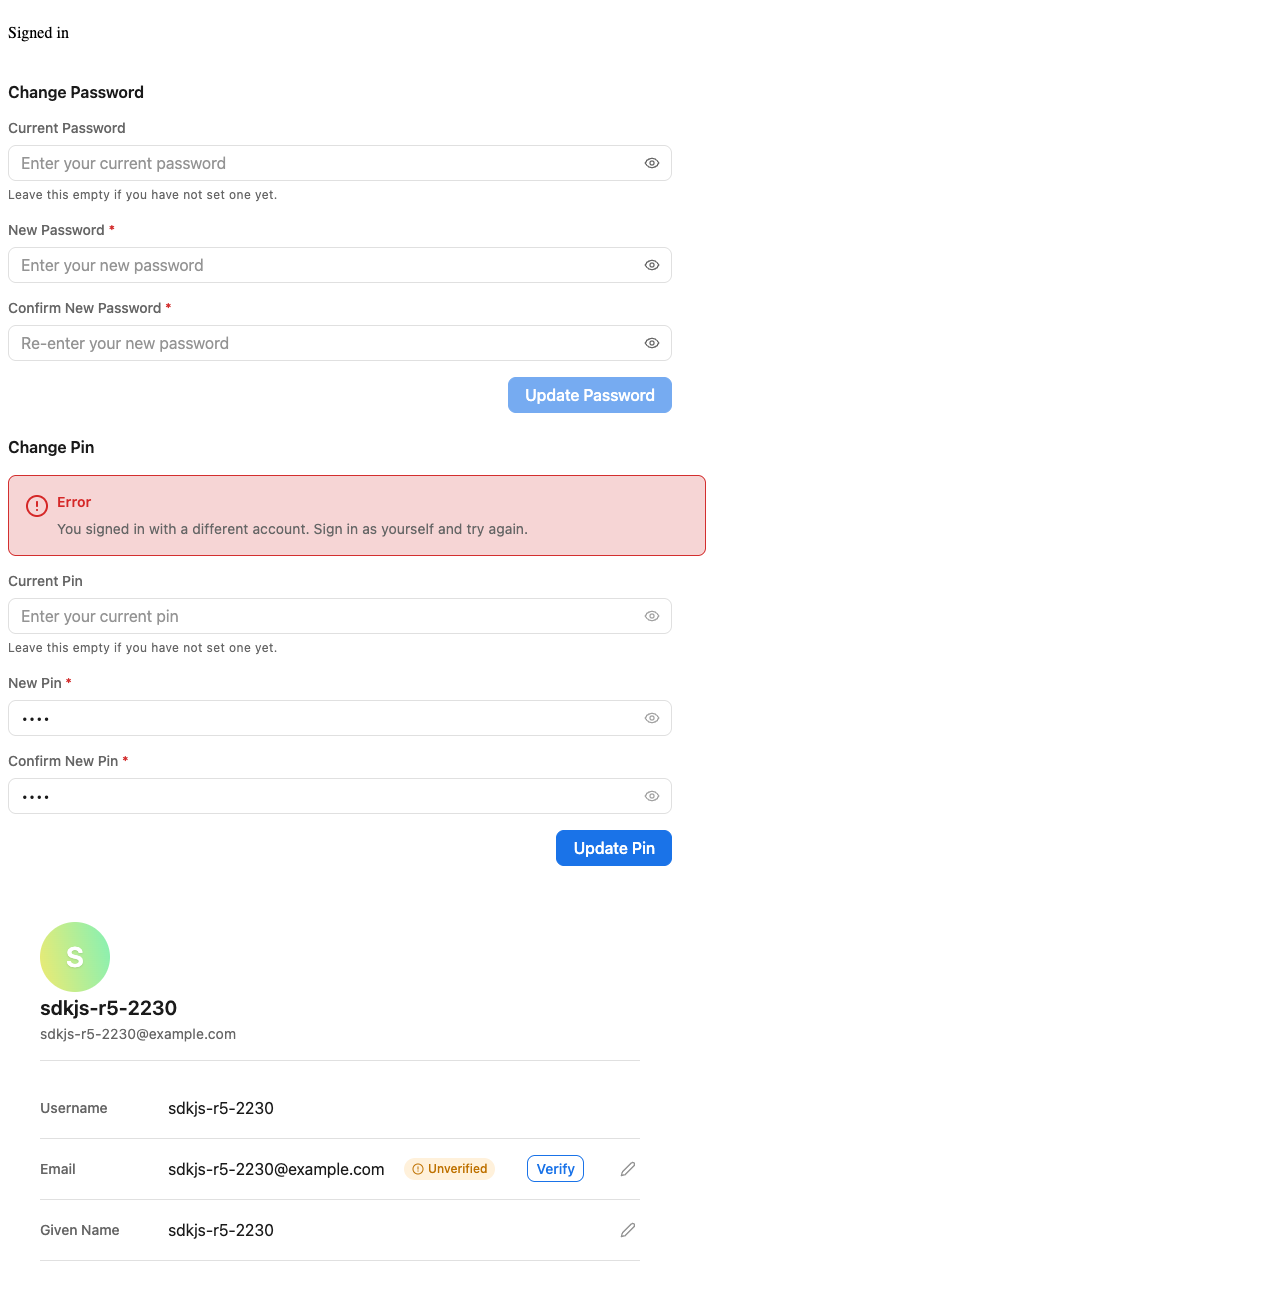 Signed in
Change Password
Current Password
Enter your current password
Leave this empty if you have not set one yet.
New Password *
Enter your new password
Confirm New Password *
Re-enter your new password
Update Password
Change Pin
Error
You signed in with a different account. Sign in as yourself and try again.
Current Pin
Enter your current pin
Leave this empty if you have not set one yet.
New Pin *
••••
Confirm New Pin *
••••
Update Pin
S
sdkjs-r5-2230
sdkjs-r5-2230@example.com
Username sdkjs-r5-2230
Email sdkjs-r5-2230@example.com Unverified Verify
Given Name sdkjs-r5-2230